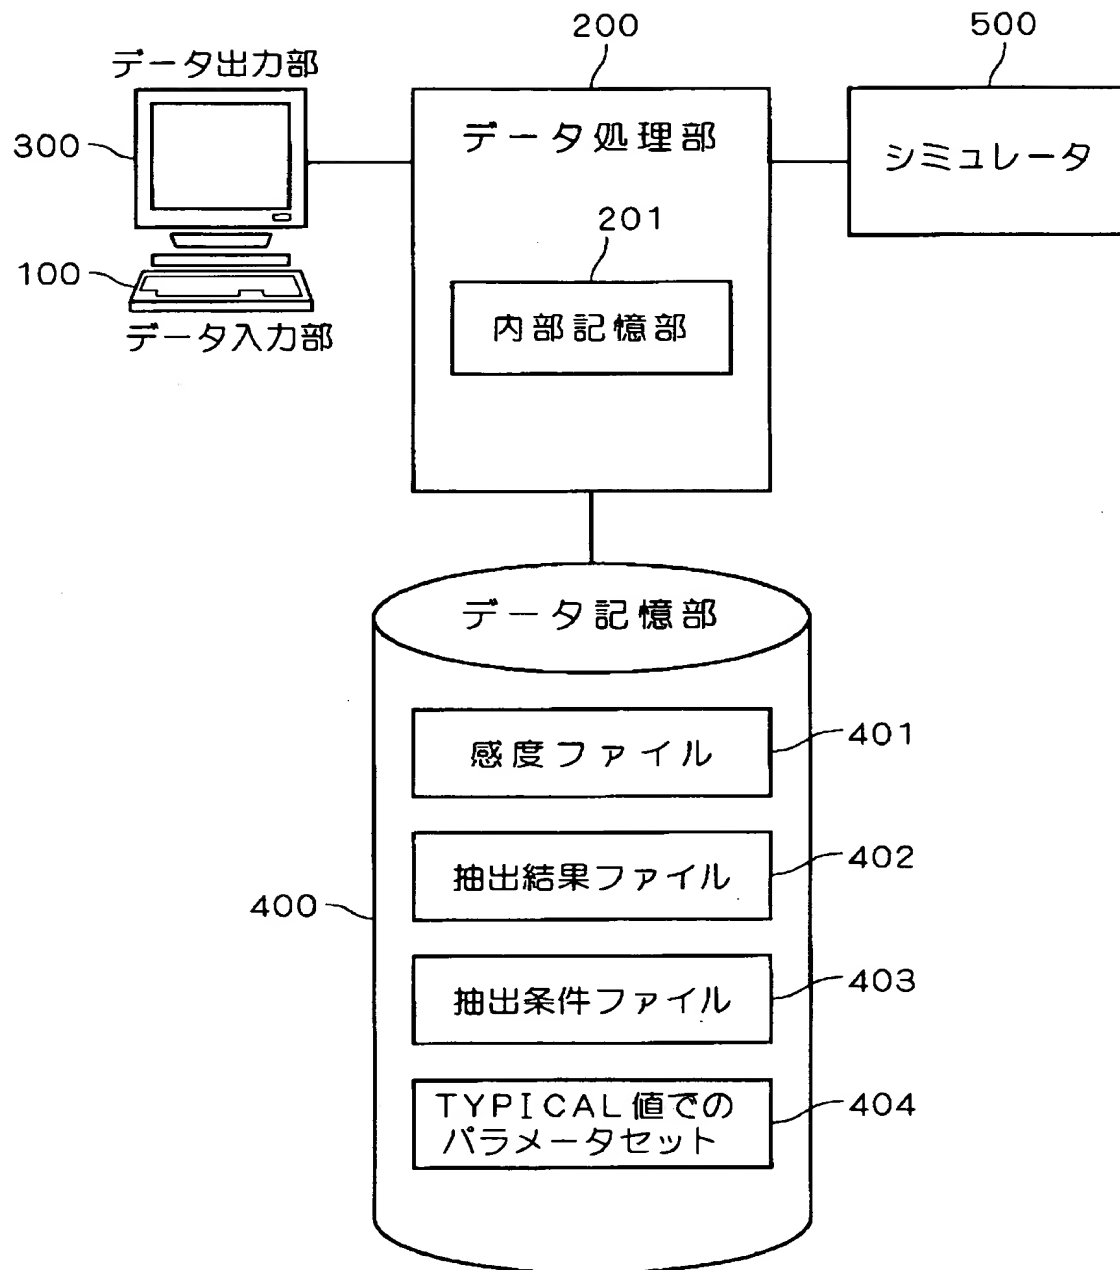 200
500
データ出力部
300
データ処理部
シミュレータ
201
100
内部記憶部
データ入力部
データ記憶部
感度ファイル
401
抽出結果ファイル
402
400
抽出条件ファイル
403
TYPICAL値での
パラメータセット
404